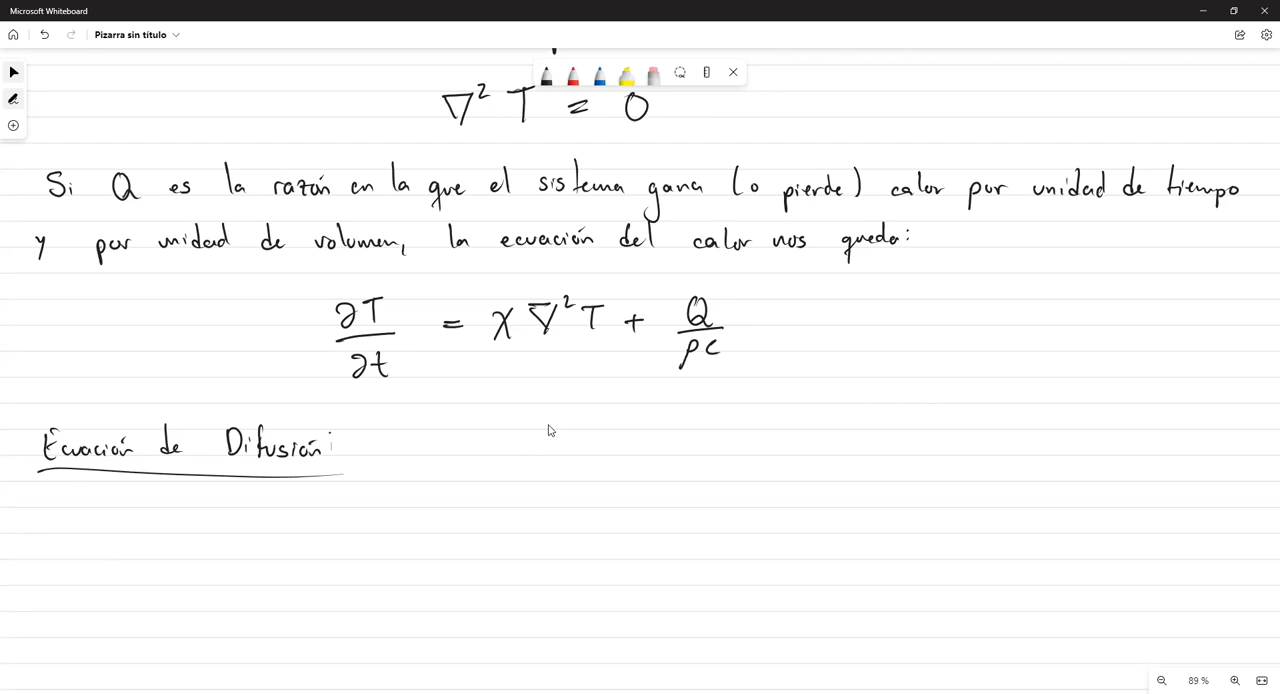 Microsoft Whiteboard
Pizarra sin título
∇² T = 0
Si Q es la razón en la que el sistema gana (o pierde) calor por unidad de tiempo
y por unidad de volumen, la ecuación del calor nos queda:
∂T/∂t = χ ∇² T + Q/ρc
Ecuación de Difusión:
89 %